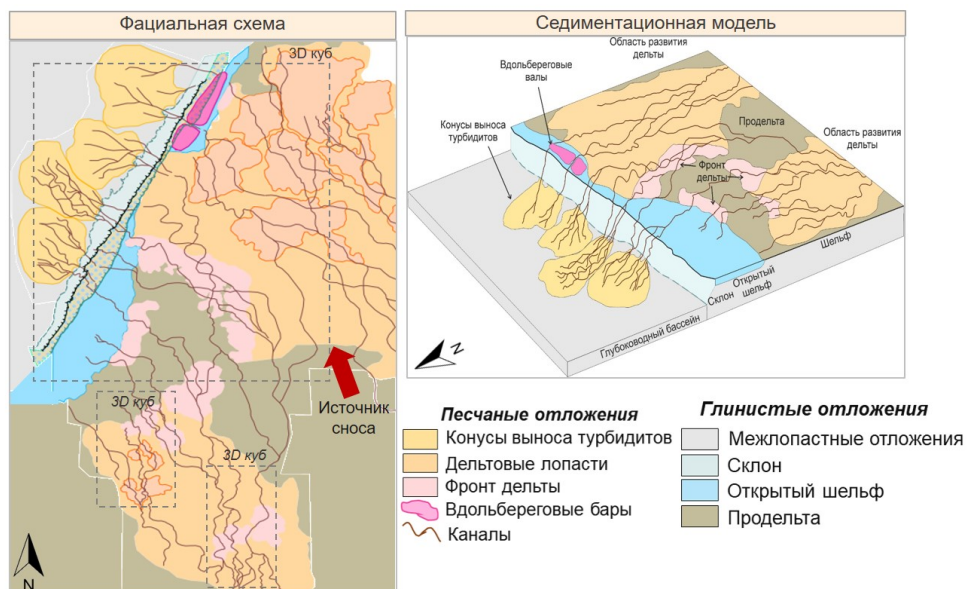 Фациальная схема
3D куб
Источник
сноса
3D куб
3D куб
N
Седиментационная модель
Область развития
дельты
Вдольбереговые
валы
Конусы выноса
турбидитов
Продельта
Область развития
дельты
Фронт
дельты
Шельф
Открытый
шельф
Склон
Глубоководный бассейн
N
Песчаные отложения
Конусы выноса турбидитов
Дельтовые лопасти
Фронт дельты
Вдольбереговые бары
Каналы
Глинистые отложения
Межлопастные отложения
Склон
Открытый шельф
Продельта